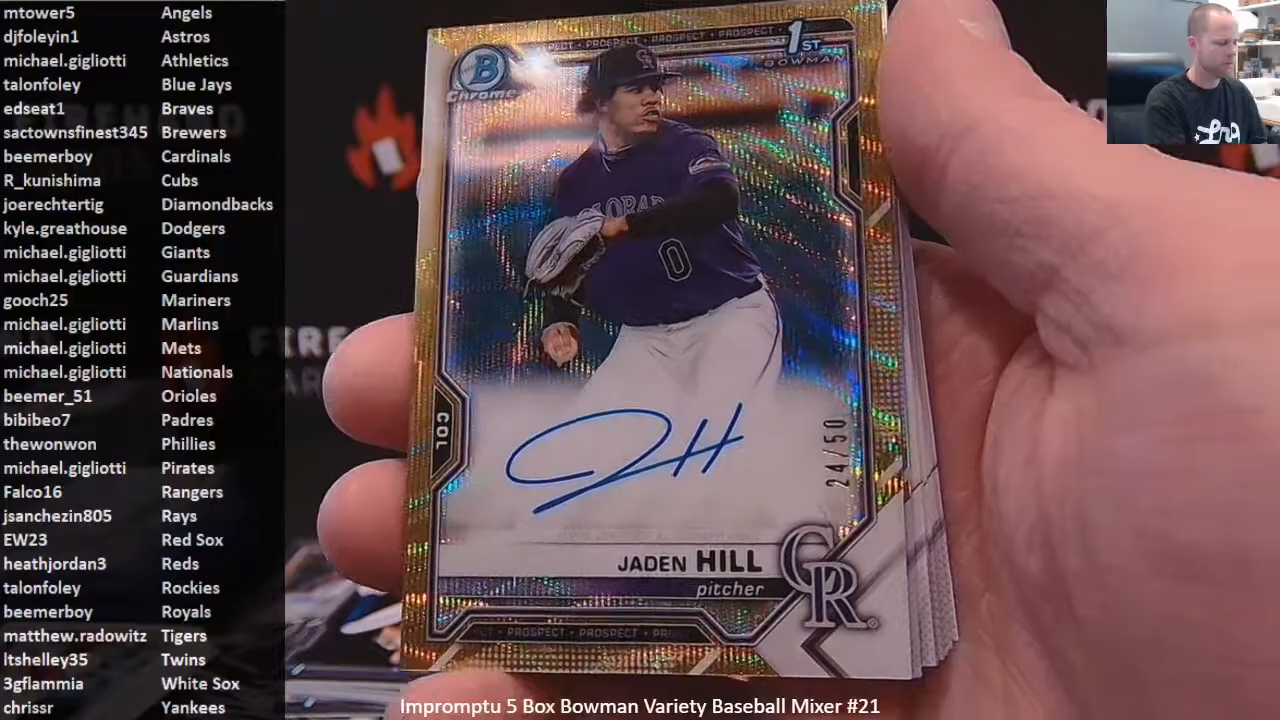 mtower5 Angels
djfoleyin1 Astros
michael.gigliotti Athletics
talonfoley Blue Jays
edseat1 Braves
sactownsfinest345 Brewers
beemerboy Cardinals
R_kunishima Cubs
joerechtertig Diamondbacks
kyle.greathouse Dodgers
michael.gigliotti Giants
michael.gigliotti Guardians
gooch25 Mariners
michael.gigliotti Marlins
michael.gigliotti Mets
michael.gigliotti Nationals
beemer_51 Orioles
bibibeo7 Padres
thewonwon Phillies
michael.gigliotti Pirates
Falco16 Rangers
jsanchezin805 Rays
EW23 Red Sox
heathjordan3 Reds
talonfoley Rockies
beemerboy Royals
matthew.radowitz Tigers
ltshelley35 Twins
3gflammia White Sox
chrissr Yankees
PROSPECT • PROSPECT • PROSPECT
1ST
BOWMAN
B
Chrome
CR
COLORAD
0
COL
JH
24/50
JADEN HILL
pitcher
CR
PROSPECT • PROSPECT
Impromptu 5 Box Bowman Variety Baseball Mixer #21